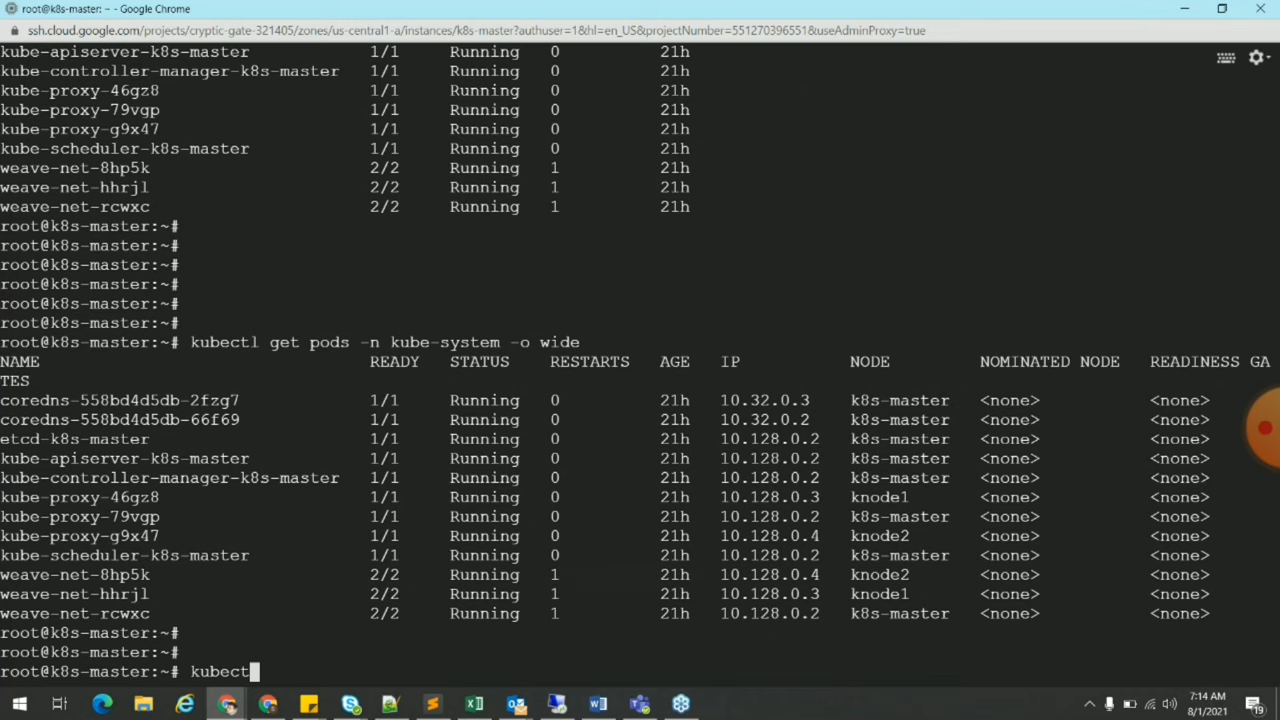 root@k8s-master: ~ - Google Chrome
ssh.cloud.google.com/projects/cryptic-gate-321405/zones/us-central1-a/instances/k8s-master?authuser=1&hl=en_US&projectNumber=551270396551&useAdminProxy=true
kube-apiserver-k8s-master 1/1 Running 0 21h
kube-controller-manager-k8s-master 1/1 Running 0 21h
kube-proxy-46gz8 1/1 Running 0 21h
kube-proxy-79vgp 1/1 Running 0 21h
kube-proxy-g9x47 1/1 Running 0 21h
kube-scheduler-k8s-master 1/1 Running 0 21h
weave-net-8hp5k 2/2 Running 1 21h
weave-net-hhrjl 2/2 Running 1 21h
weave-net-rcwxc 2/2 Running 1 21h
root@k8s-master:~#
root@k8s-master:~#
root@k8s-master:~#
root@k8s-master:~#
root@k8s-master:~#
root@k8s-master:~#
root@k8s-master:~# kubectl get pods -n kube-system -o wide
NAME READY STATUS RESTARTS AGE IP NODE NOMINATED NODE READINESS GA
TES
coredns-558bd4d5db-2fzg7 1/1 Running 0 21h 10.32.0.3 k8s-master <none> <none>
coredns-558bd4d5db-66f69 1/1 Running 0 21h 10.32.0.2 k8s-master <none> <none>
etcd-k8s-master 1/1 Running 0 21h 10.128.0.2 k8s-master <none> <none>
kube-apiserver-k8s-master 1/1 Running 0 21h 10.128.0.2 k8s-master <none> <none>
kube-controller-manager-k8s-master 1/1 Running 0 21h 10.128.0.2 k8s-master <none> <none>
kube-proxy-46gz8 1/1 Running 0 21h 10.128.0.3 knode1 <none> <none>
kube-proxy-79vgp 1/1 Running 0 21h 10.128.0.2 k8s-master <none> <none>
kube-proxy-g9x47 1/1 Running 0 21h 10.128.0.4 knode2 <none> <none>
kube-scheduler-k8s-master 1/1 Running 0 21h 10.128.0.2 k8s-master <none> <none>
weave-net-8hp5k 2/2 Running 1 21h 10.128.0.4 knode2 <none> <none>
weave-net-hhrjl 2/2 Running 1 21h 10.128.0.3 knode1 <none> <none>
weave-net-rcwxc 2/2 Running 1 21h 10.128.0.2 k8s-master <none> <none>
root@k8s-master:~#
root@k8s-master:~#
root@k8s-master:~# kubect
7:14 AM
8/1/2021
19